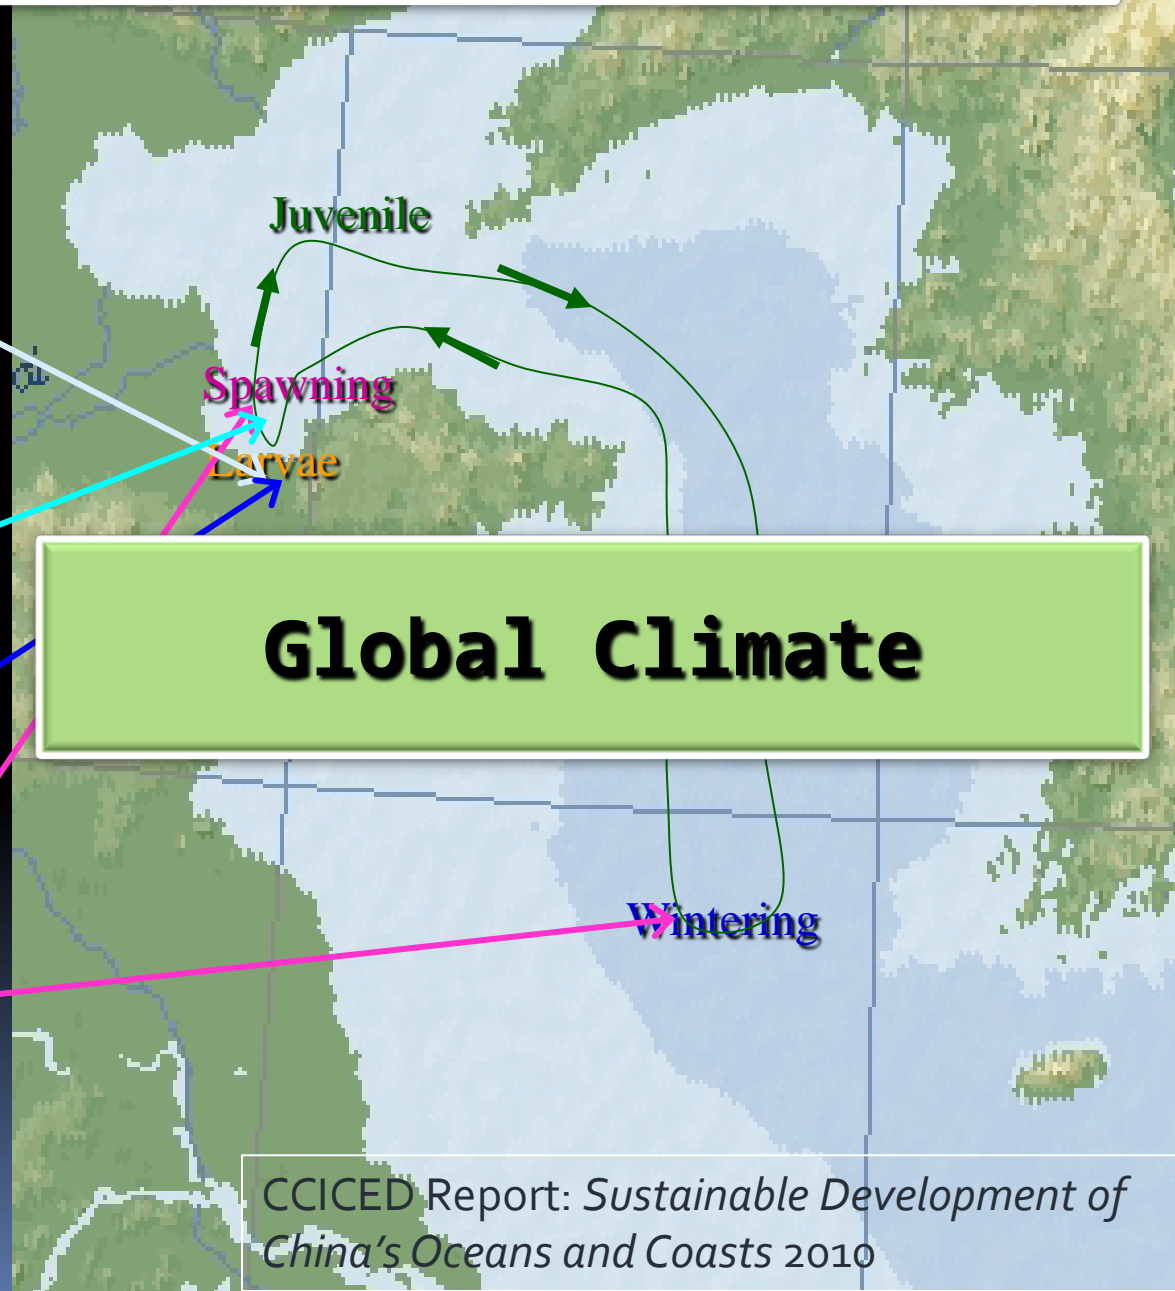 Juvenile
Spawning
Larvae
Global Climate
Wintering
CCICED Report: Sustainable Development of
China's Oceans and Coasts 2010